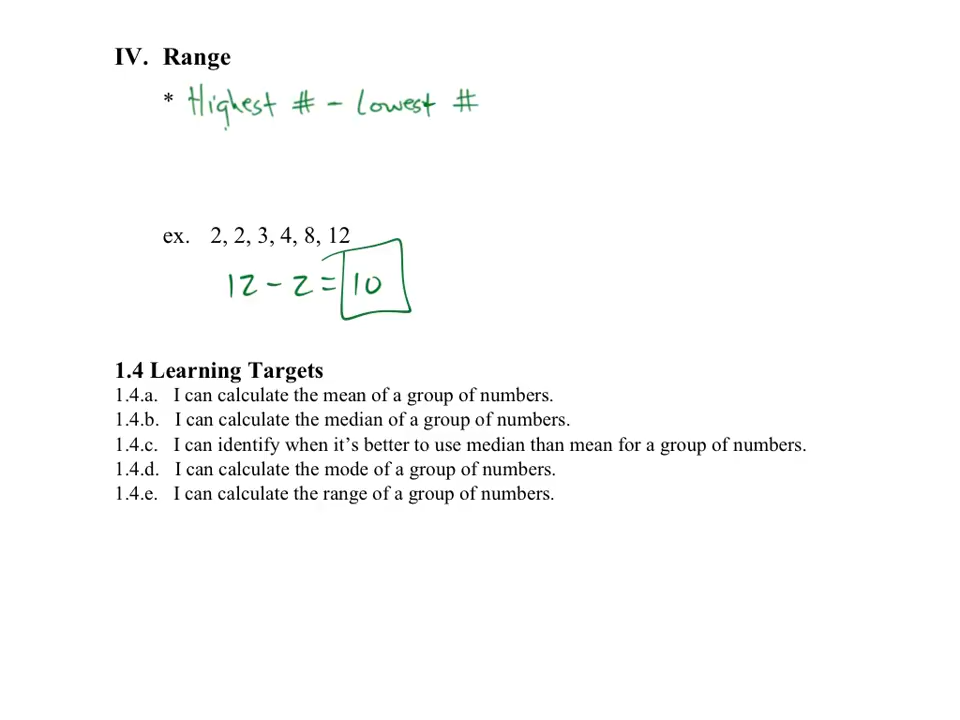 IV. Range
* Highest # - Lowest #
ex. 2, 2, 3, 4, 8, 12
12 - 2 = 10
1.4 Learning Targets
1.4.a. I can calculate the mean of a group of numbers.
1.4.b. I can calculate the median of a group of numbers.
1.4.c. I can identify when it’s better to use median than mean for a group of numbers.
1.4.d. I can calculate the mode of a group of numbers.
1.4.e. I can calculate the range of a group of numbers.